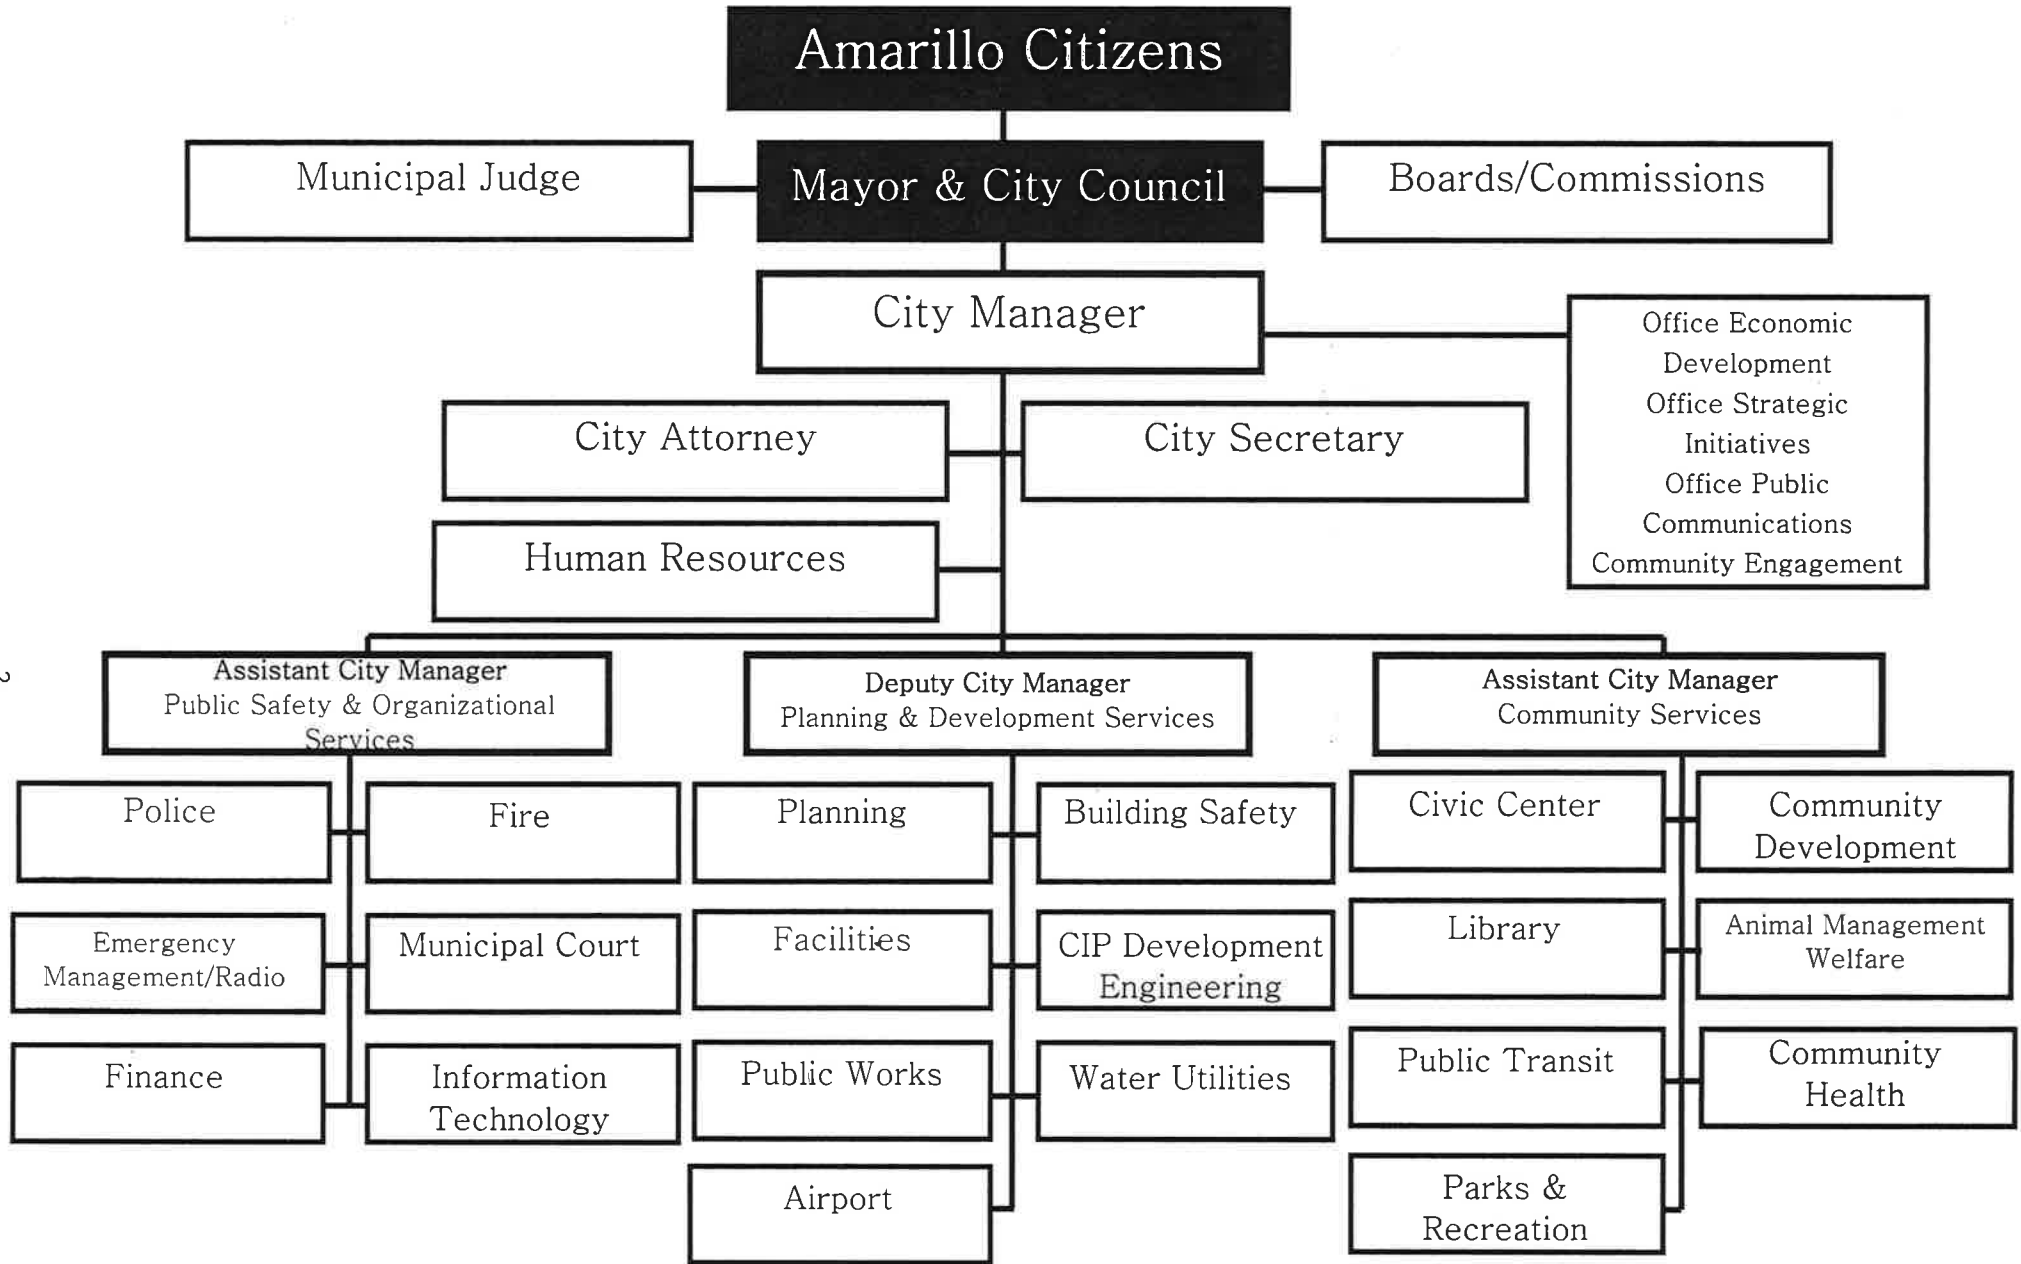 Amarillo Citizens
Municipal Judge
Mayor & City Council
Boards/Commissions
City Manager
Office Economic
Development
Office Strategic
Initiatives
Office Public
Communications
Community Engagement
City Attorney
City Secretary
Human Resources
2
Assistant City Manager
Public Safety & Organizational
Services
Deputy City Manager
Planning & Development Services
Assistant City Manager
Community Services
Police
Fire
Planning
Building Safety
Civic Center
Community
Development
Emergency
Management/Radio
Municipal Court
Facilities
CIP Development
Engineering
Library
Animal Management
Welfare
Finance
Information
Technology
Public Works
Water Utilities
Public Transit
Community
Health
Airport
Parks &
Recreation